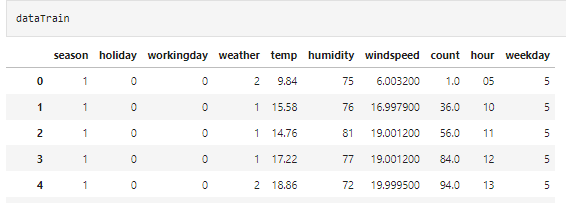 dataTrain
season holiday workingday weather temp humidity windspeed count hour weekday
0 1 0 0 2 9.84 75 6.003200 1.0 05 5
1 1 0 0 1 15.58 76 16.997900 36.0 10 5
2 1 0 0 1 14.76 81 19.001200 56.0 11 5
3 1 0 0 1 17.22 77 19.001200 84.0 12 5
4 1 0 0 2 18.86 72 19.999500 94.0 13 5